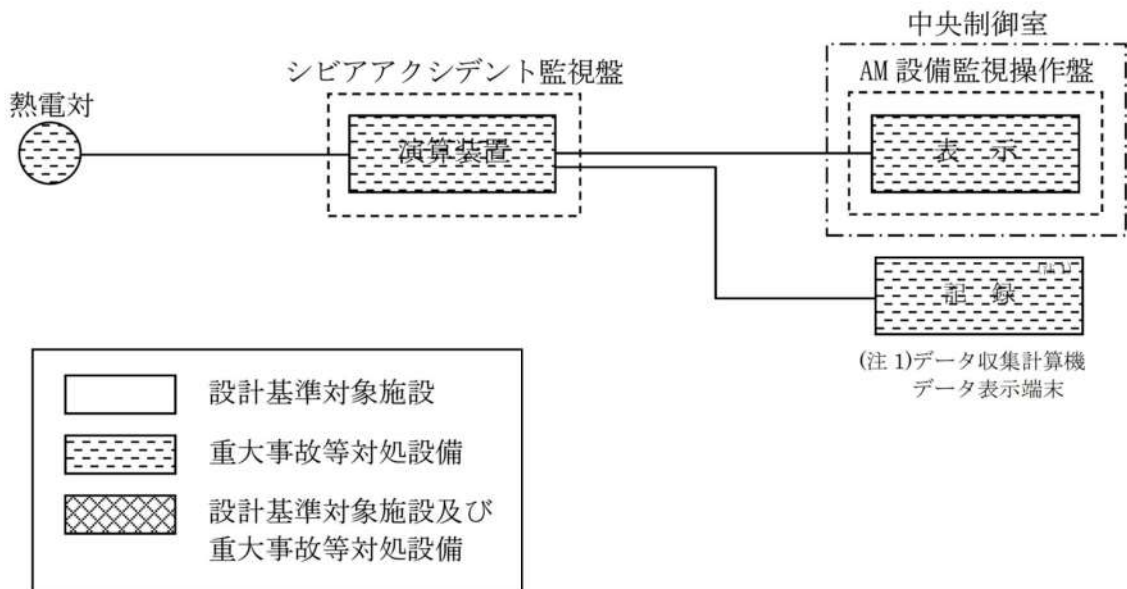 中央制御室
シビアアクシデント監視盤
AM 設備監視操作盤
熱電対
演算装置
表 示
記 録
(注 1)データ収集計算機
データ表示端末
設計基準対象施設
重大事故等対処設備
設計基準対象施設及び
重大事故等対処設備